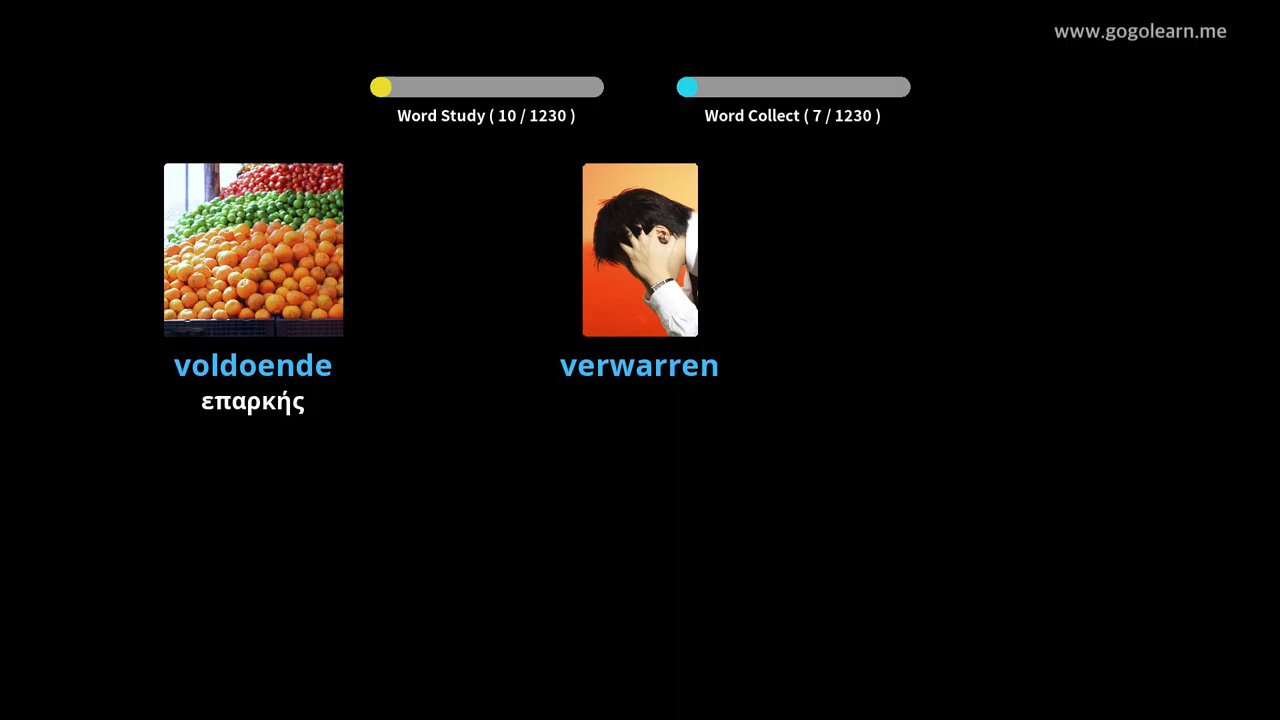 www.gogolearn.me
Word Study ( 10 / 1230 )
Word Collect ( 7 / 1230 )
voldoende
επαρκής
verwarren